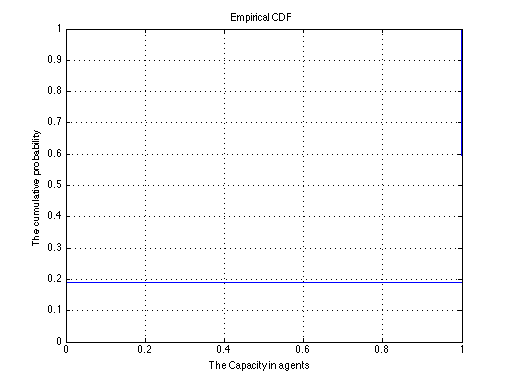 Empirical CDF
1
0.9
0.8
0.7
0.6
0.5
0.4
0.3
0.2
0.1
0
The cumulative probability
0 0.2 0.4 0.6 0.8 1
The Capacity in agents